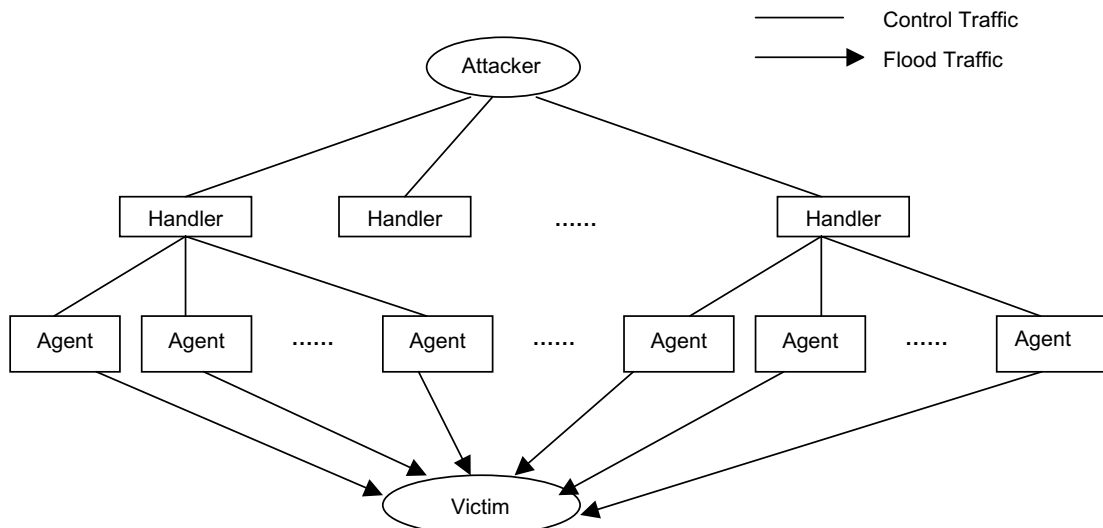 Control Traffic
Flood Traffic
Attacker
Handler Handler ...... Handler
Agent Agent ...... Agent ...... Agent Agent ...... Agent
Victim